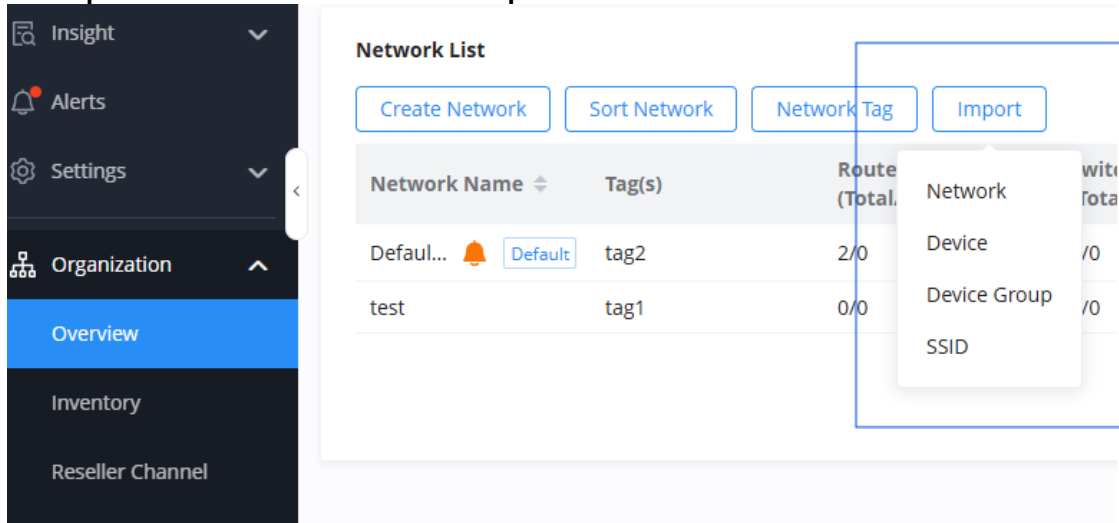 Insight
Alerts
Settings
Organization
Overview
Inventory
Reseller Channel
Network List
Create Network Sort Network Network Tag Import
Network Name Tag(s)
Defaul... Default tag2 2/0 /0
test tag1 0/0 /0
Network
Device
Device Group
SSID